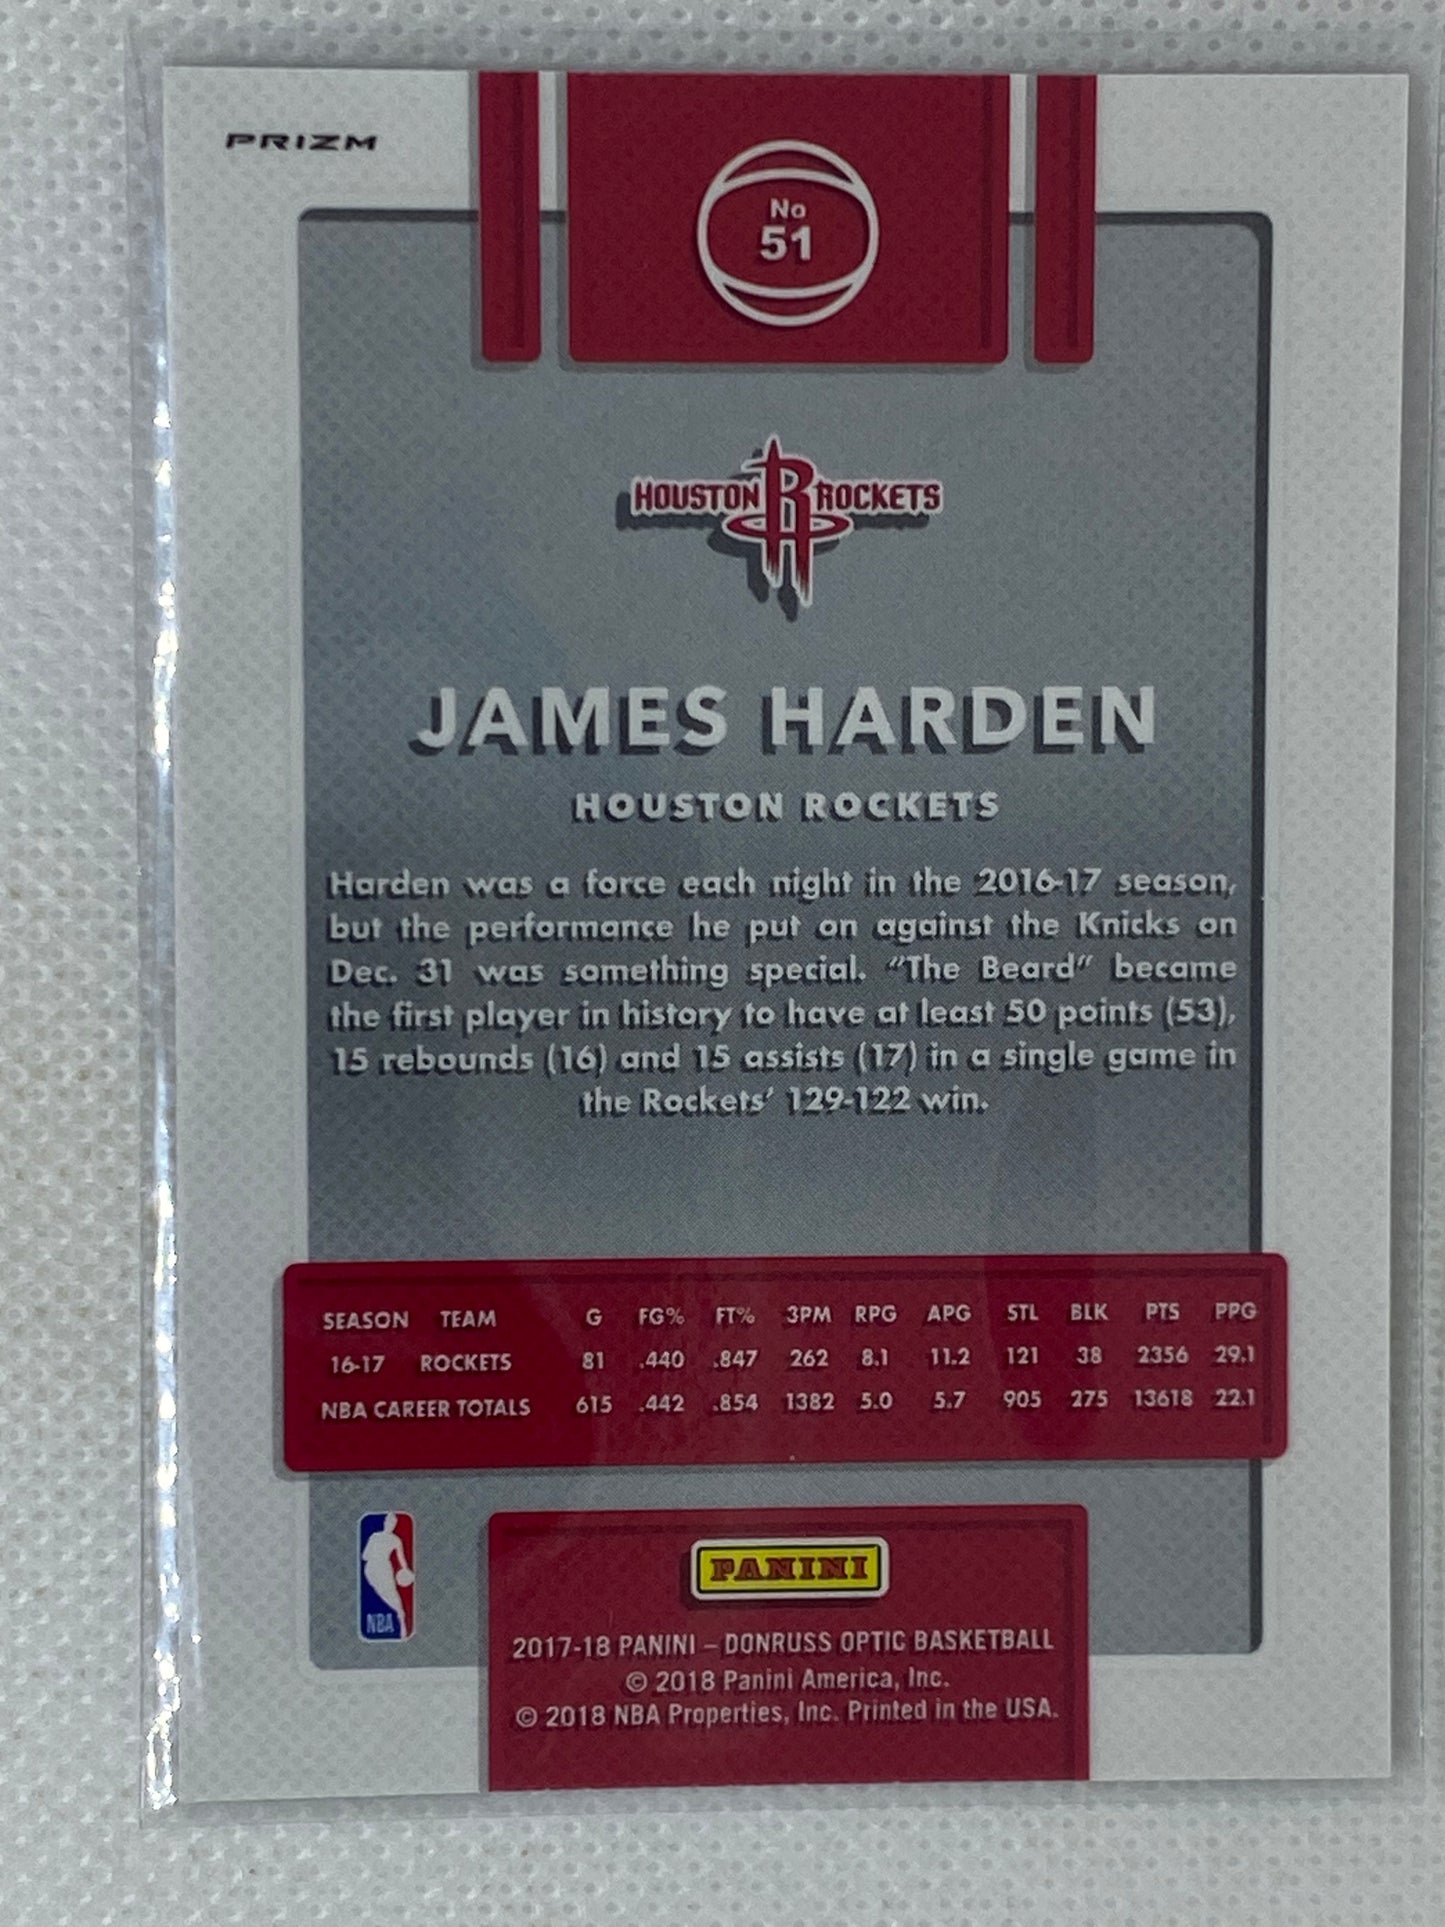 PRIZM
No
51
HOUSTON ROCKETS
JAMES HARDEN
HOUSTON ROCKETS
Harden was a force each night in the 2016-17 season,
but the performance he put on against the Knicks on
Dec. 31 was something special. “The Beard” became
the first player in history to have at least 50 points (53),
15 rebounds (16) and 15 assists (17) in a single game in
the Rockets’ 129-122 win.
SEASON TEAM G FG% FT% 3PM RPG APG STL BLK PTS PPG
16-17 ROCKETS 81 .440 .847 262 8.1 11.2 121 38 2356 29.1
NBA CAREER TOTALS 615 .442 .854 1382 5.0 5.7 905 275 13618 22.1
NBA
PANINI
2017-18 PANINI – DONRUSS OPTIC BASKETBALL
© 2018 Panini America, Inc.
© 2018 NBA Properties, Inc. Printed in the USA.